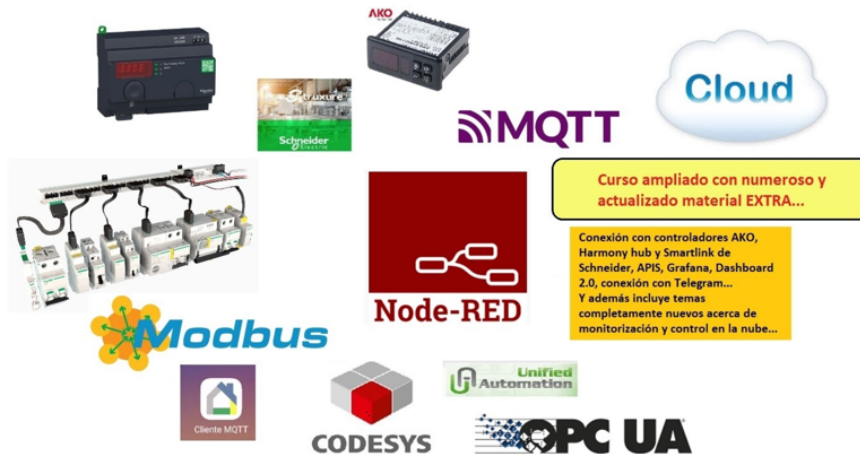 AKO
Cloud
Struxure
Schneider
Electric
MQTT
Curso ampliado con numeroso y
actualizado material EXTRA...
Conexión con controladores AKO,
Harmony hub y Smartlink de
Schneider, APIS, Grafana, Dashboard
2.0, conexión con Telegram...
Y además incluye temas
completamente nuevos acerca de
monitorización y control en la nube...
Node-RED
Modbus
Cliente MQTT
CODESYS
Unified
Automation
OPC UA